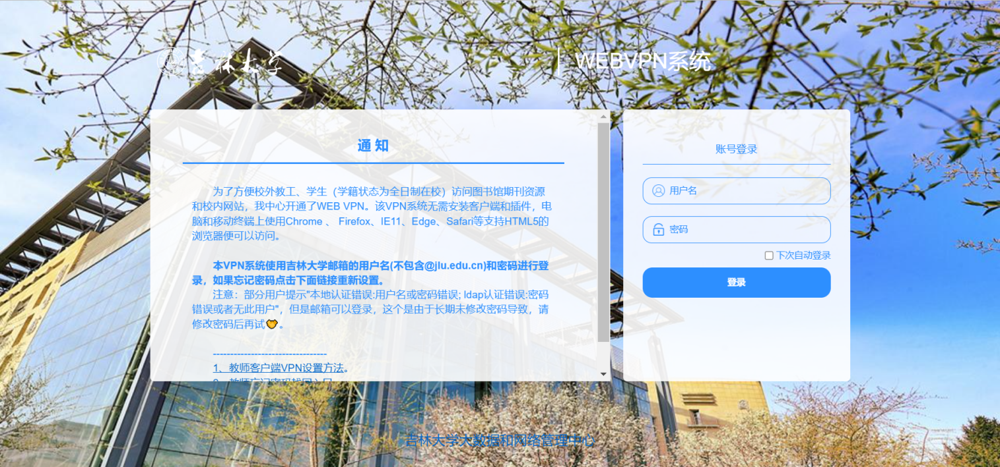 吉林大学
WEBVPN系统
通 知
为了方便校外教工、学生（学籍状态为全日制在校）访问图书馆期刊资源
和校内网站，我中心开通了WEB VPN。该VPN系统无需安装客户端和插件，电
脑和移动终端上使用Chrome 、 Firefox、IE11、Edge、Safari等支持HTML5的
浏览器便可以访问。
本VPN系统使用吉林大学邮箱的用户名(不包含@jlu.edu.cn)和密码进行登
录，如果忘记密码点击下面链接重新设置。
注意：部分用户提示"本地认证错误:用户名或密码错误; ldap认证错误:密码
错误或者无此用户"，但是邮箱可以登录，这个是由于长期未修改密码导致，请
修改密码后再试。
---------------------------------
1、教师客户端VPN设置方法。
账号登录
用户名
密码
下次自动登录
登录
吉林大学大数据和网络管理中心